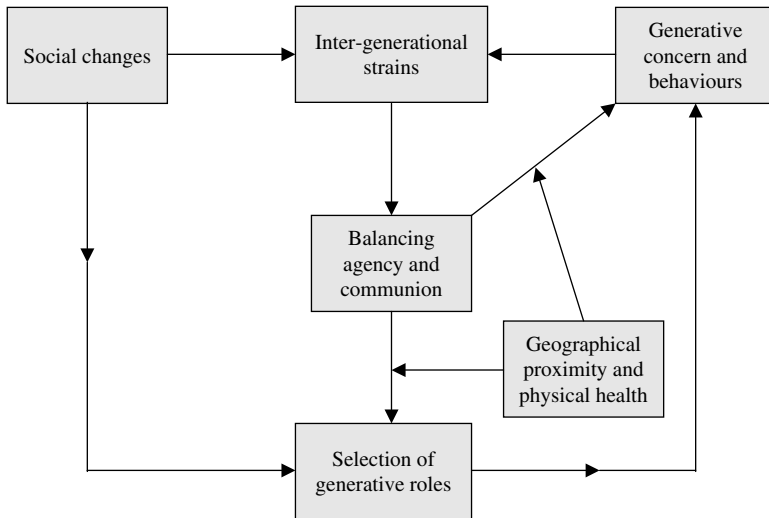 Social changes
Inter-generational
strains
Generative
concern and
behaviours
Balancing
agency and
communion
Geographical
proximity and
physical health
Selection of
generative roles